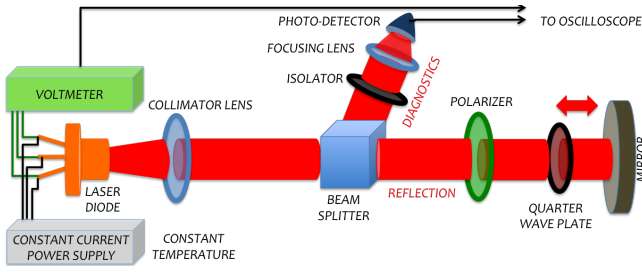 PHOTO-DETECTOR
TO OSCILLOSCOPE
FOCUSING LENS
ISOLATOR
DIAGNOSTICS
VOLTMETER
COLLIMATOR LENS
POLARIZER
MIRROR
LASER
DIODE
BEAM
SPLITTER
REFLECTION
QUARTER
WAVE PLATE
CONSTANT CURRENT
POWER SUPPLY
CONSTANT
TEMPERATURE